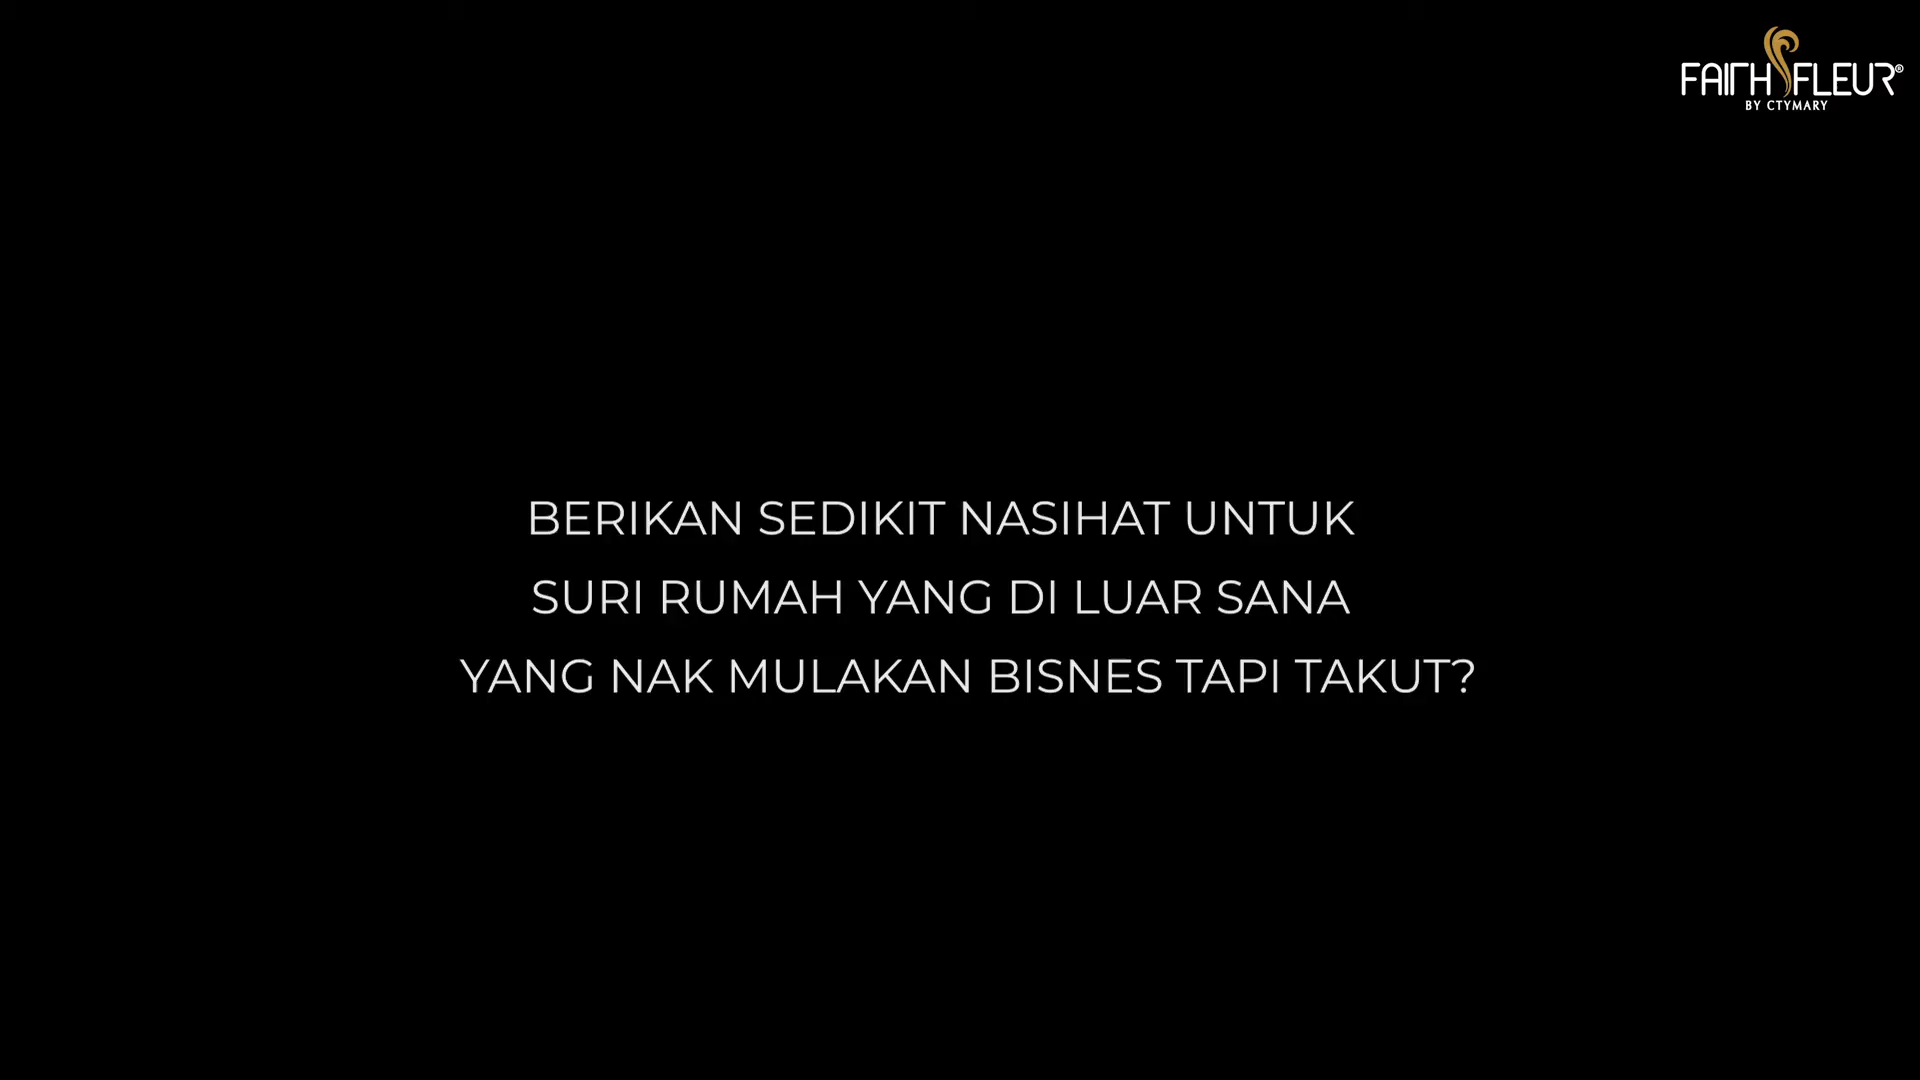 FAITH FLEUR®
BY CTYMARY
BERIKAN SEDIKIT NASIHAT UNTUK
SURI RUMAH YANG DI LUAR SANA
YANG NAK MULAKAN BISNES TAPI TAKUT?